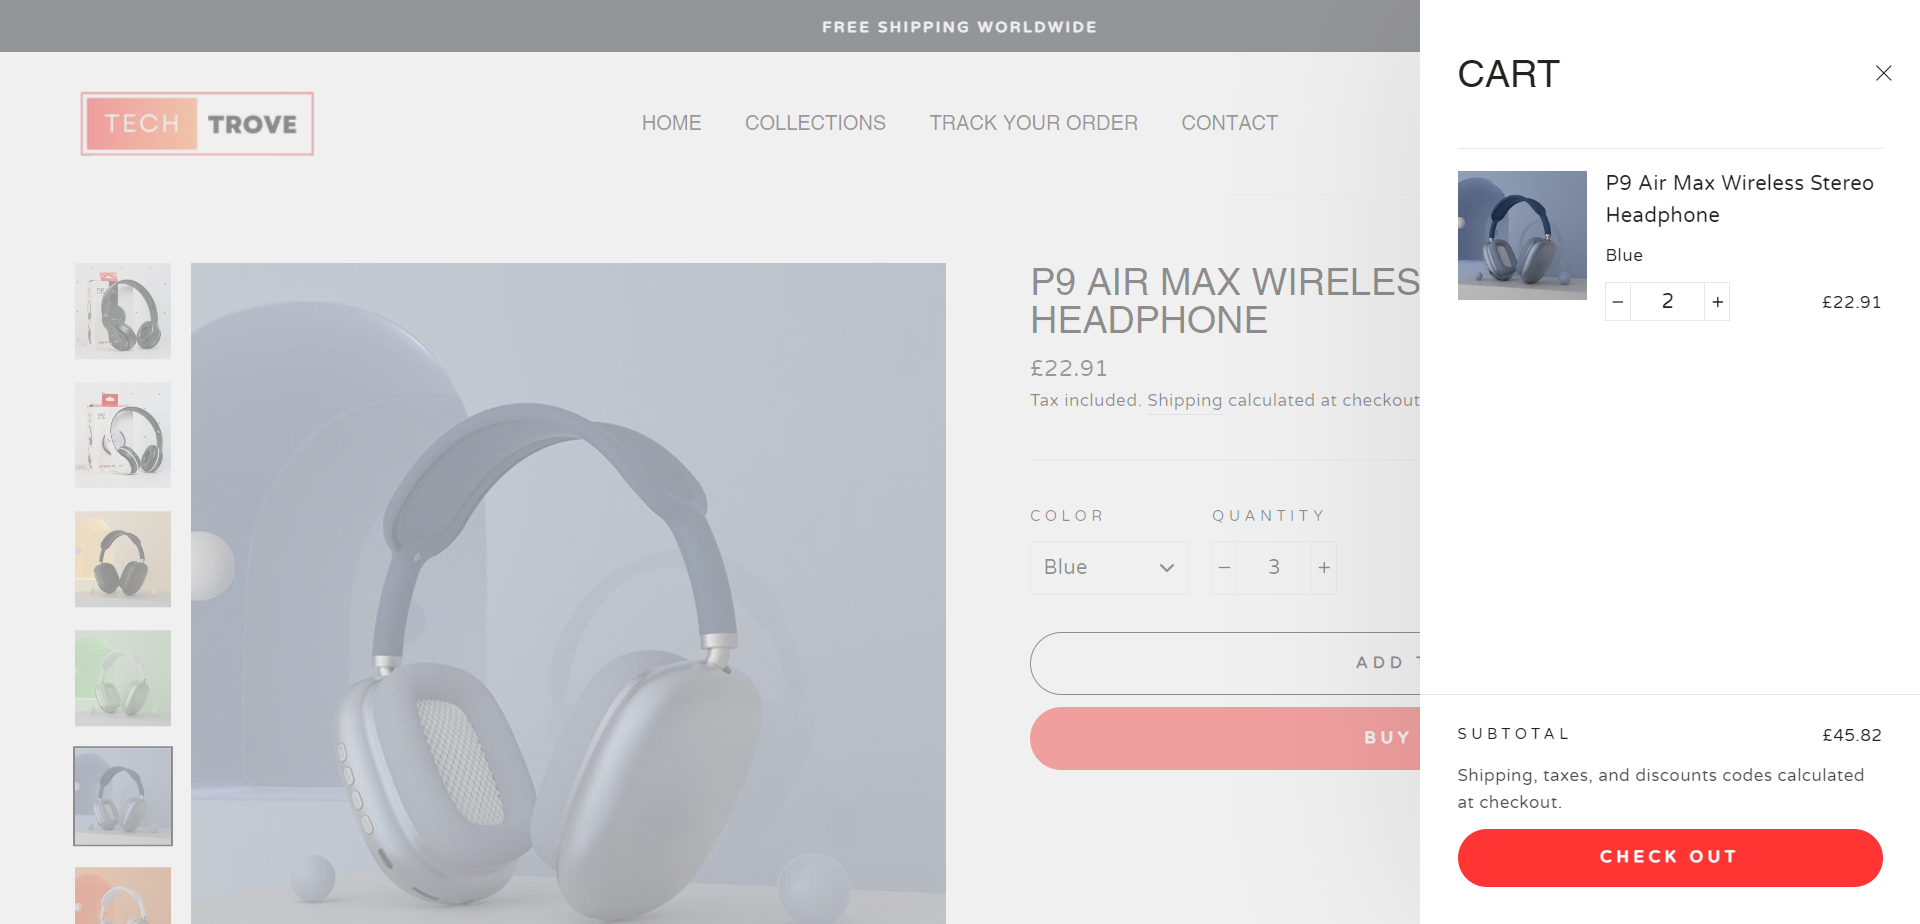 FREE SHIPPING WORLDWIDE
TECH TROVE
HOME COLLECTIONS TRACK YOUR ORDER CONTACT
P9 AIR MAX WIRELES
HEADPHONE
£22.91
Tax included. Shipping calculated at checkout
COLOR QUANTITY
Blue 3
ADD
BUY
CART
P9 Air Max Wireless Stereo
Headphone
Blue
− 2 + £22.91
SUBTOTAL £45.82
Shipping, taxes, and discounts codes calculated
at checkout.
CHECK OUT